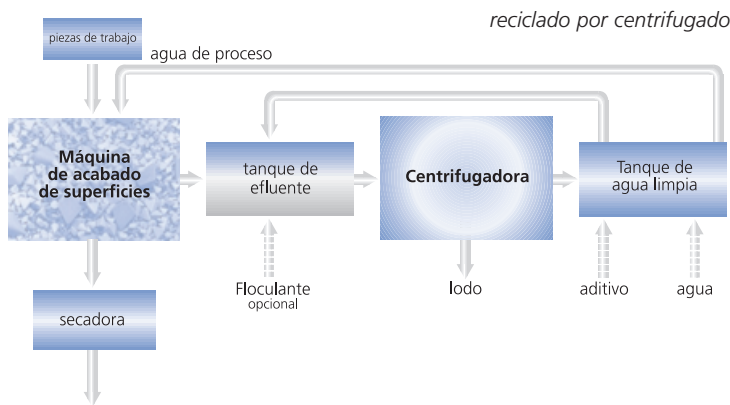 reciclado por centrifugado
piezas de trabajo
agua de proceso
Máquina
de acabado
de superficies
tanque de
efluente
Centrifugadora
Tanque de
agua limpia
Floculante
opcional
lodo
aditivo
agua
secadora